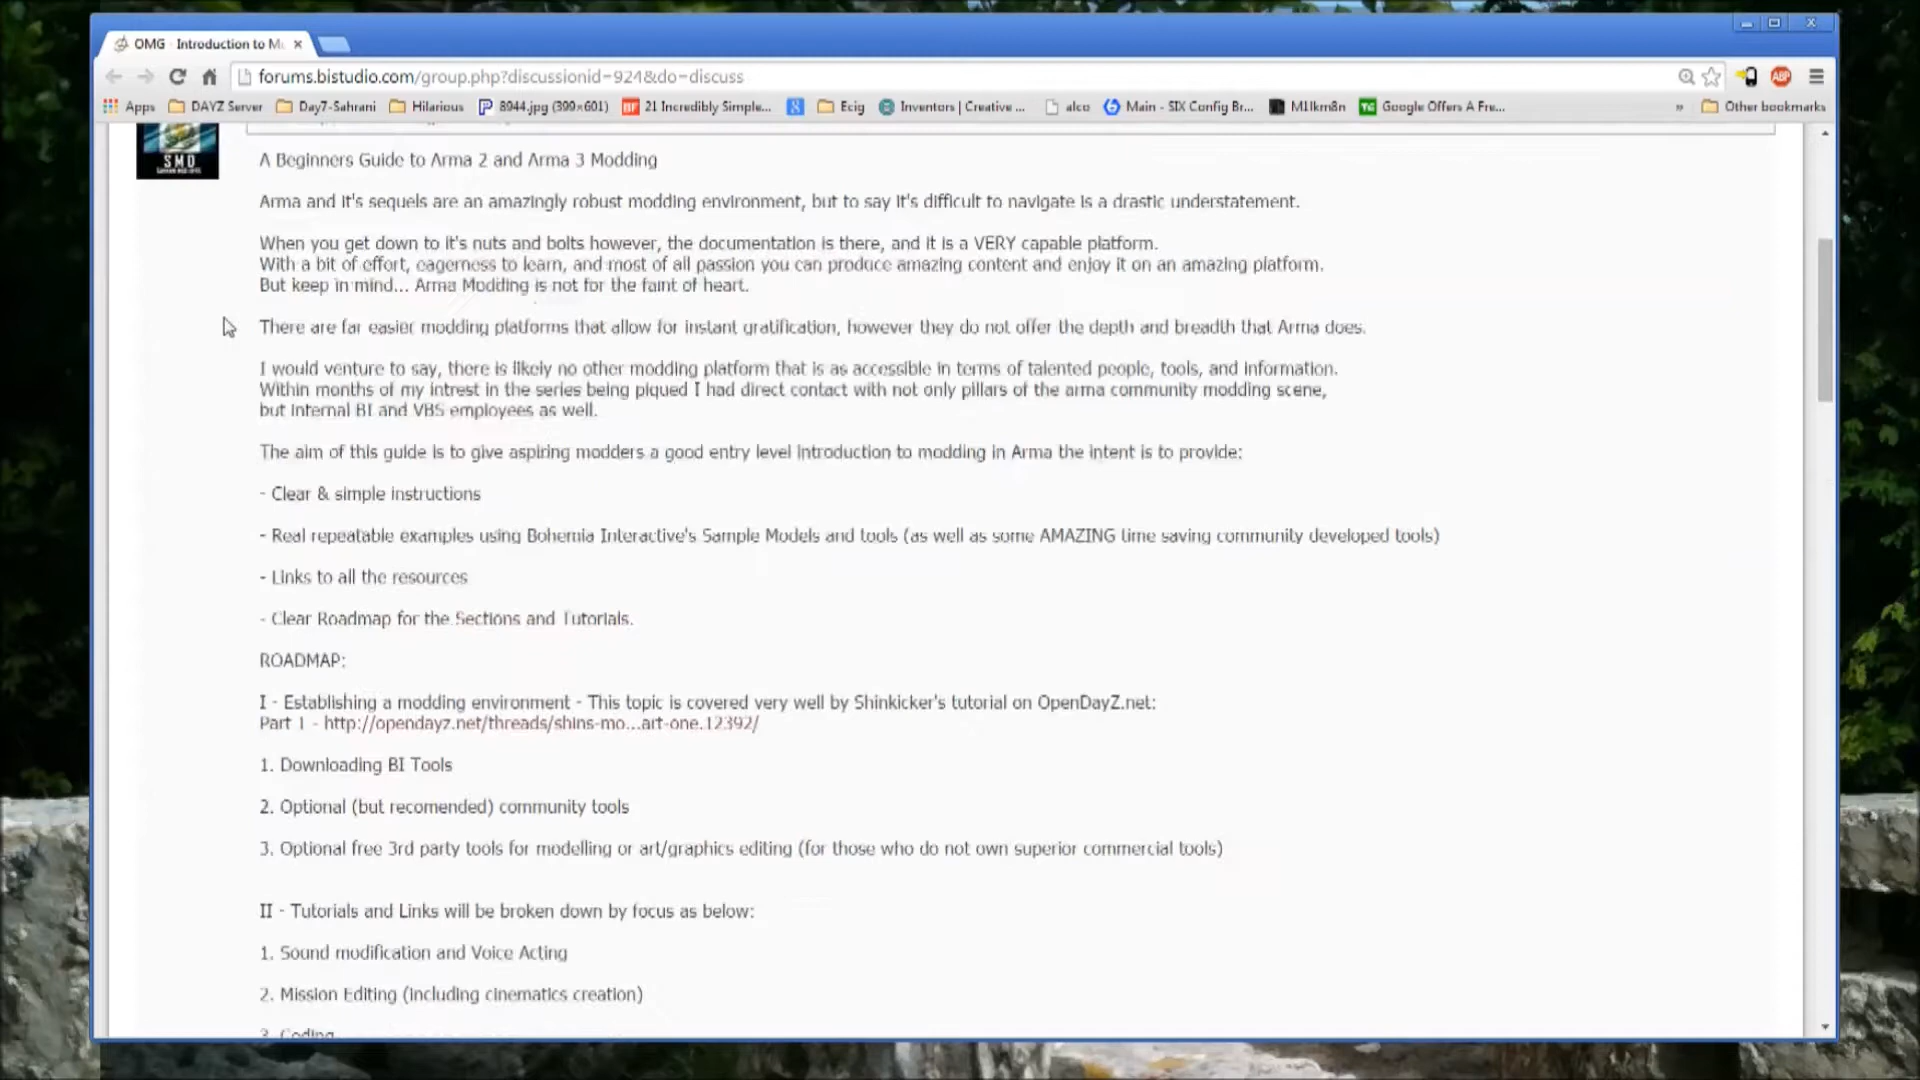 OMG - Introduction to M
forums.bistudio.com/group.php?discussionid=924&do=discuss
ABP
Apps DAYZ Server Day7-Sahrani Hilarious 8944.jpg (399×601) 21 Incredibly Simple... Ecig Inventors | Creative ... alco Main - SIX Config Br... M1lkm8n Google Offers A Fre... » Other bookmarks
SMD
A Beginners Guide to Arma 2 and Arma 3 Modding
Arma and it's sequels are an amazingly robust modding environment, but to say it's difficult to navigate is a drastic understatement.
When you get down to it's nuts and bolts however, the documentation is there, and it is a VERY capable platform.
With a bit of effort, eagerness to learn, and most of all passion you can produce amazing content and enjoy it on an amazing platform.
But keep in mind... Arma Modding is not for the faint of heart.
There are far easier modding platforms that allow for instant gratification, however they do not offer the depth and breadth that Arma does.
I would venture to say, there is likely no other modding platform that is as accessible in terms of talented people, tools, and information.
Within months of my intrest in the series being piqued I had direct contact with not only pillars of the arma community modding scene,
but internal BI and VBS employees as well.
The aim of this guide is to give aspiring modders a good entry level introduction to modding in Arma the intent is to provide:
- Clear & simple instructions
- Real repeatable examples using Bohemia Interactive's Sample Models and tools (as well as some AMAZING time saving community developed tools)
- Links to all the resources
- Clear Roadmap for the Sections and Tutorials.
ROADMAP:
I - Establishing a modding environment - This topic is covered very well by Shinkicker's tutorial on OpenDayZ.net:
Part 1 - http://opendayz.net/threads/shins-mo...art-one.12392/
1. Downloading BI Tools
2. Optional (but recomended) community tools
3. Optional free 3rd party tools for modelling or art/graphics editing (for those who do not own superior commercial tools)
II - Tutorials and Links will be broken down by focus as below:
1. Sound modification and Voice Acting
2. Mission Editing (including cinematics creation)
3. Coding